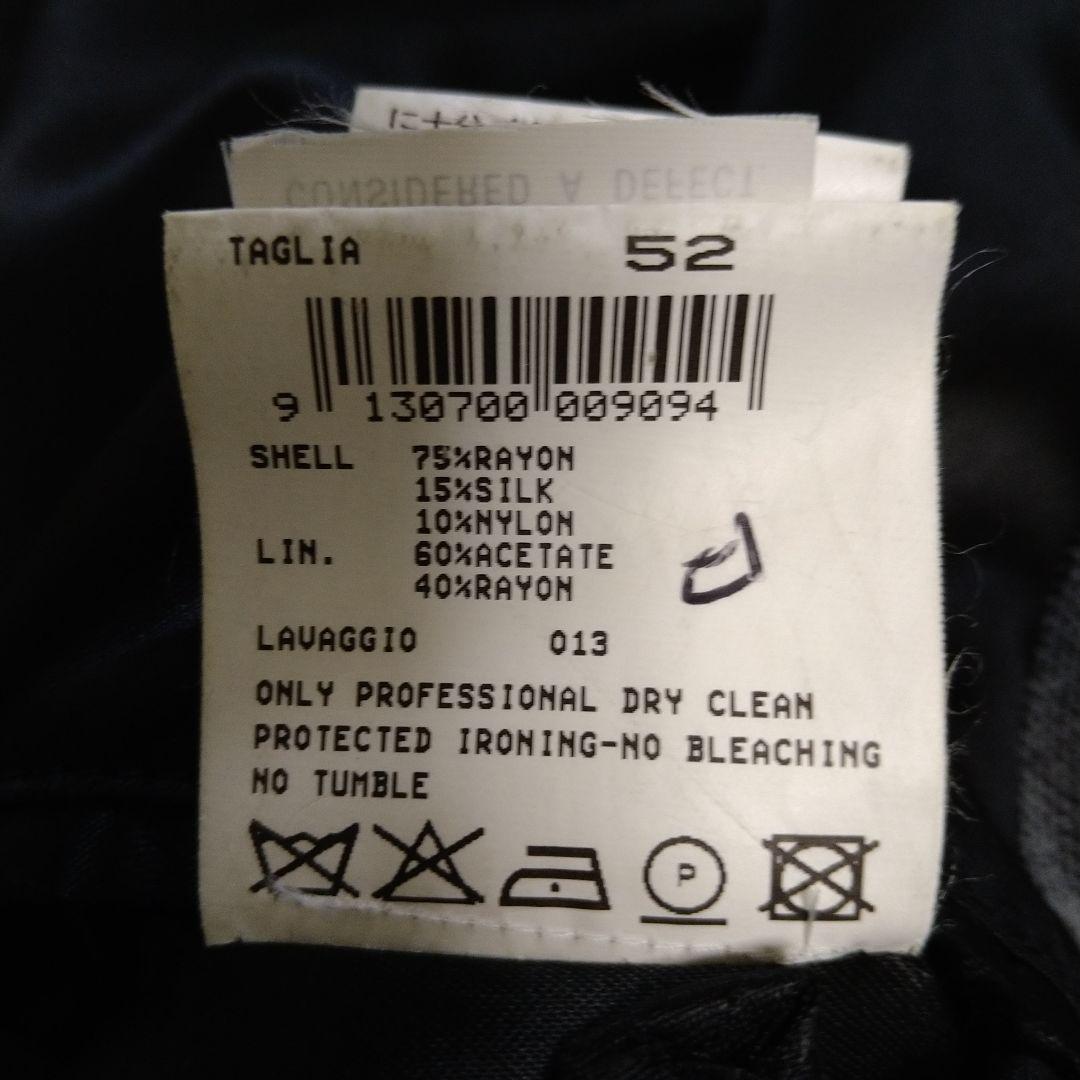 CONSIDERED A DEFECT
TAGLIA 52
9 130700 009094
SHELL 75%RAYON
15%SILK
10%NYLON
LIN. 60%ACETATE
40%RAYON
LAVAGGIO 013
ONLY PROFESSIONAL DRY CLEAN
PROTECTED IRONING-NO BLEACHING
NO TUMBLE
P